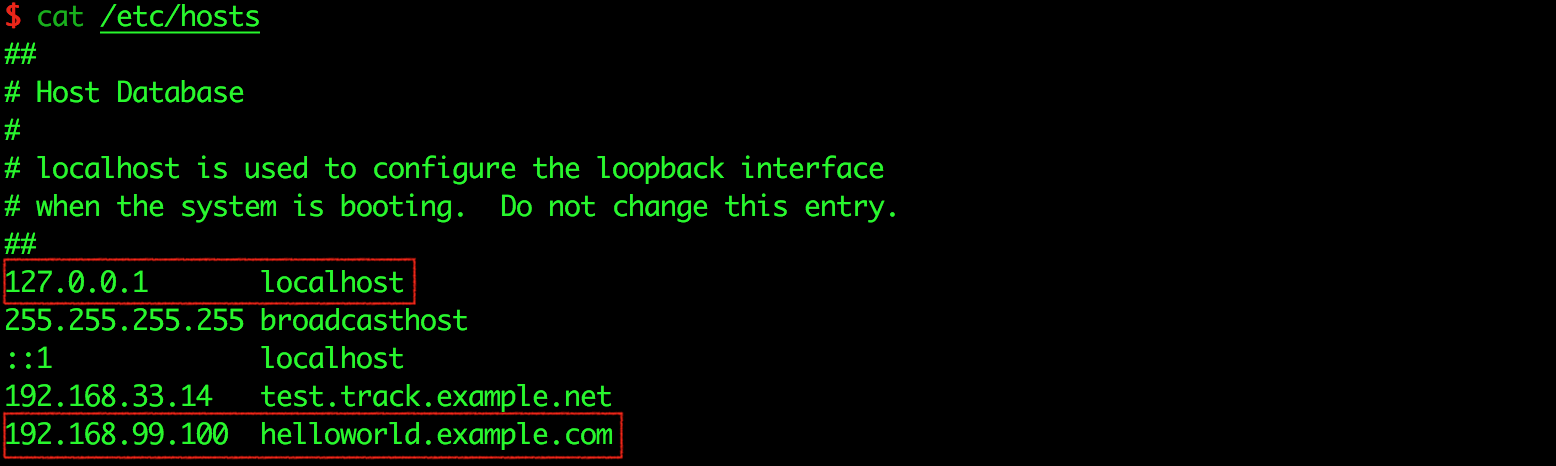 $ cat /etc/hosts
##
# Host Database
#
# localhost is used to configure the loopback interface
# when the system is booting.  Do not change this entry.
##
127.0.0.1       localhost
255.255.255.255 broadcasthost
::1             localhost
192.168.33.14   test.track.example.net
192.168.99.100  helloworld.example.com